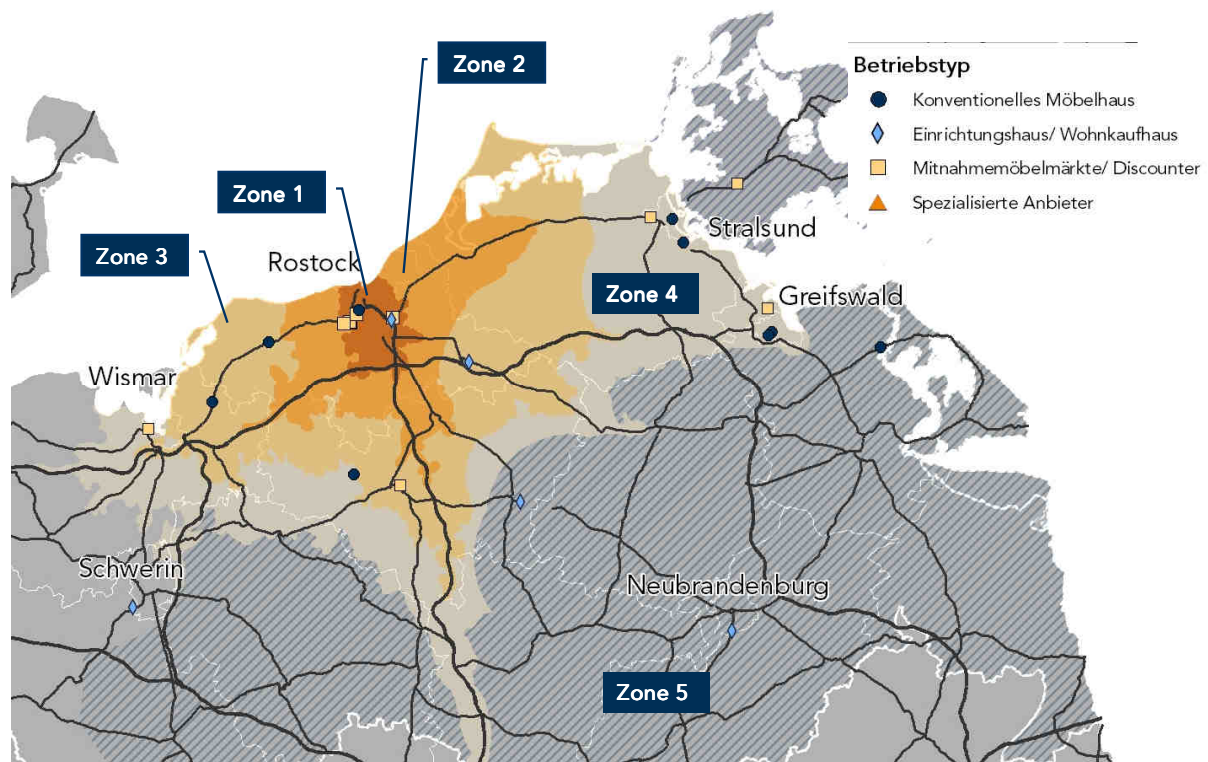 Zone 2
Betriebstyp
Konventionelles Möbelhaus
Einrichtungshaus/ Wohnkaufhaus
Mitnahmemöbelmärkte/ Discounter
Spezialisierte Anbieter
Zone 1
Zone 3
Rostock
Stralsund
Zone 4
Greifswald
Wismar
Schwerin
Neubrandenburg
Zone 5